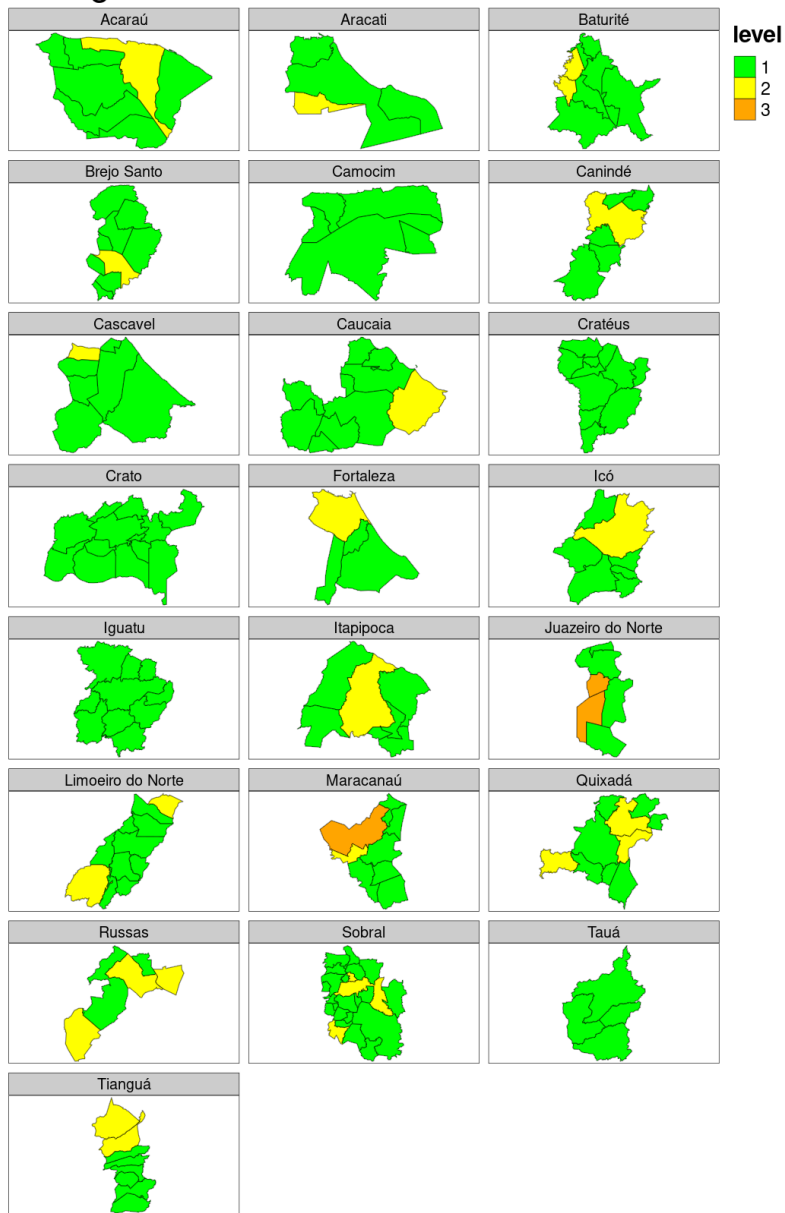 Acaraú
Aracati
Baturité
level
1
2
3
Brejo Santo
Camocim
Canindé
Cascavel
Caucaia
Cratéus
Crato
Fortaleza
Icó
Iguatu
Itapipoca
Juazeiro do Norte
Limoeiro do Norte
Maracanaú
Quixadá
Russas
Sobral
Tauá
Tianguá